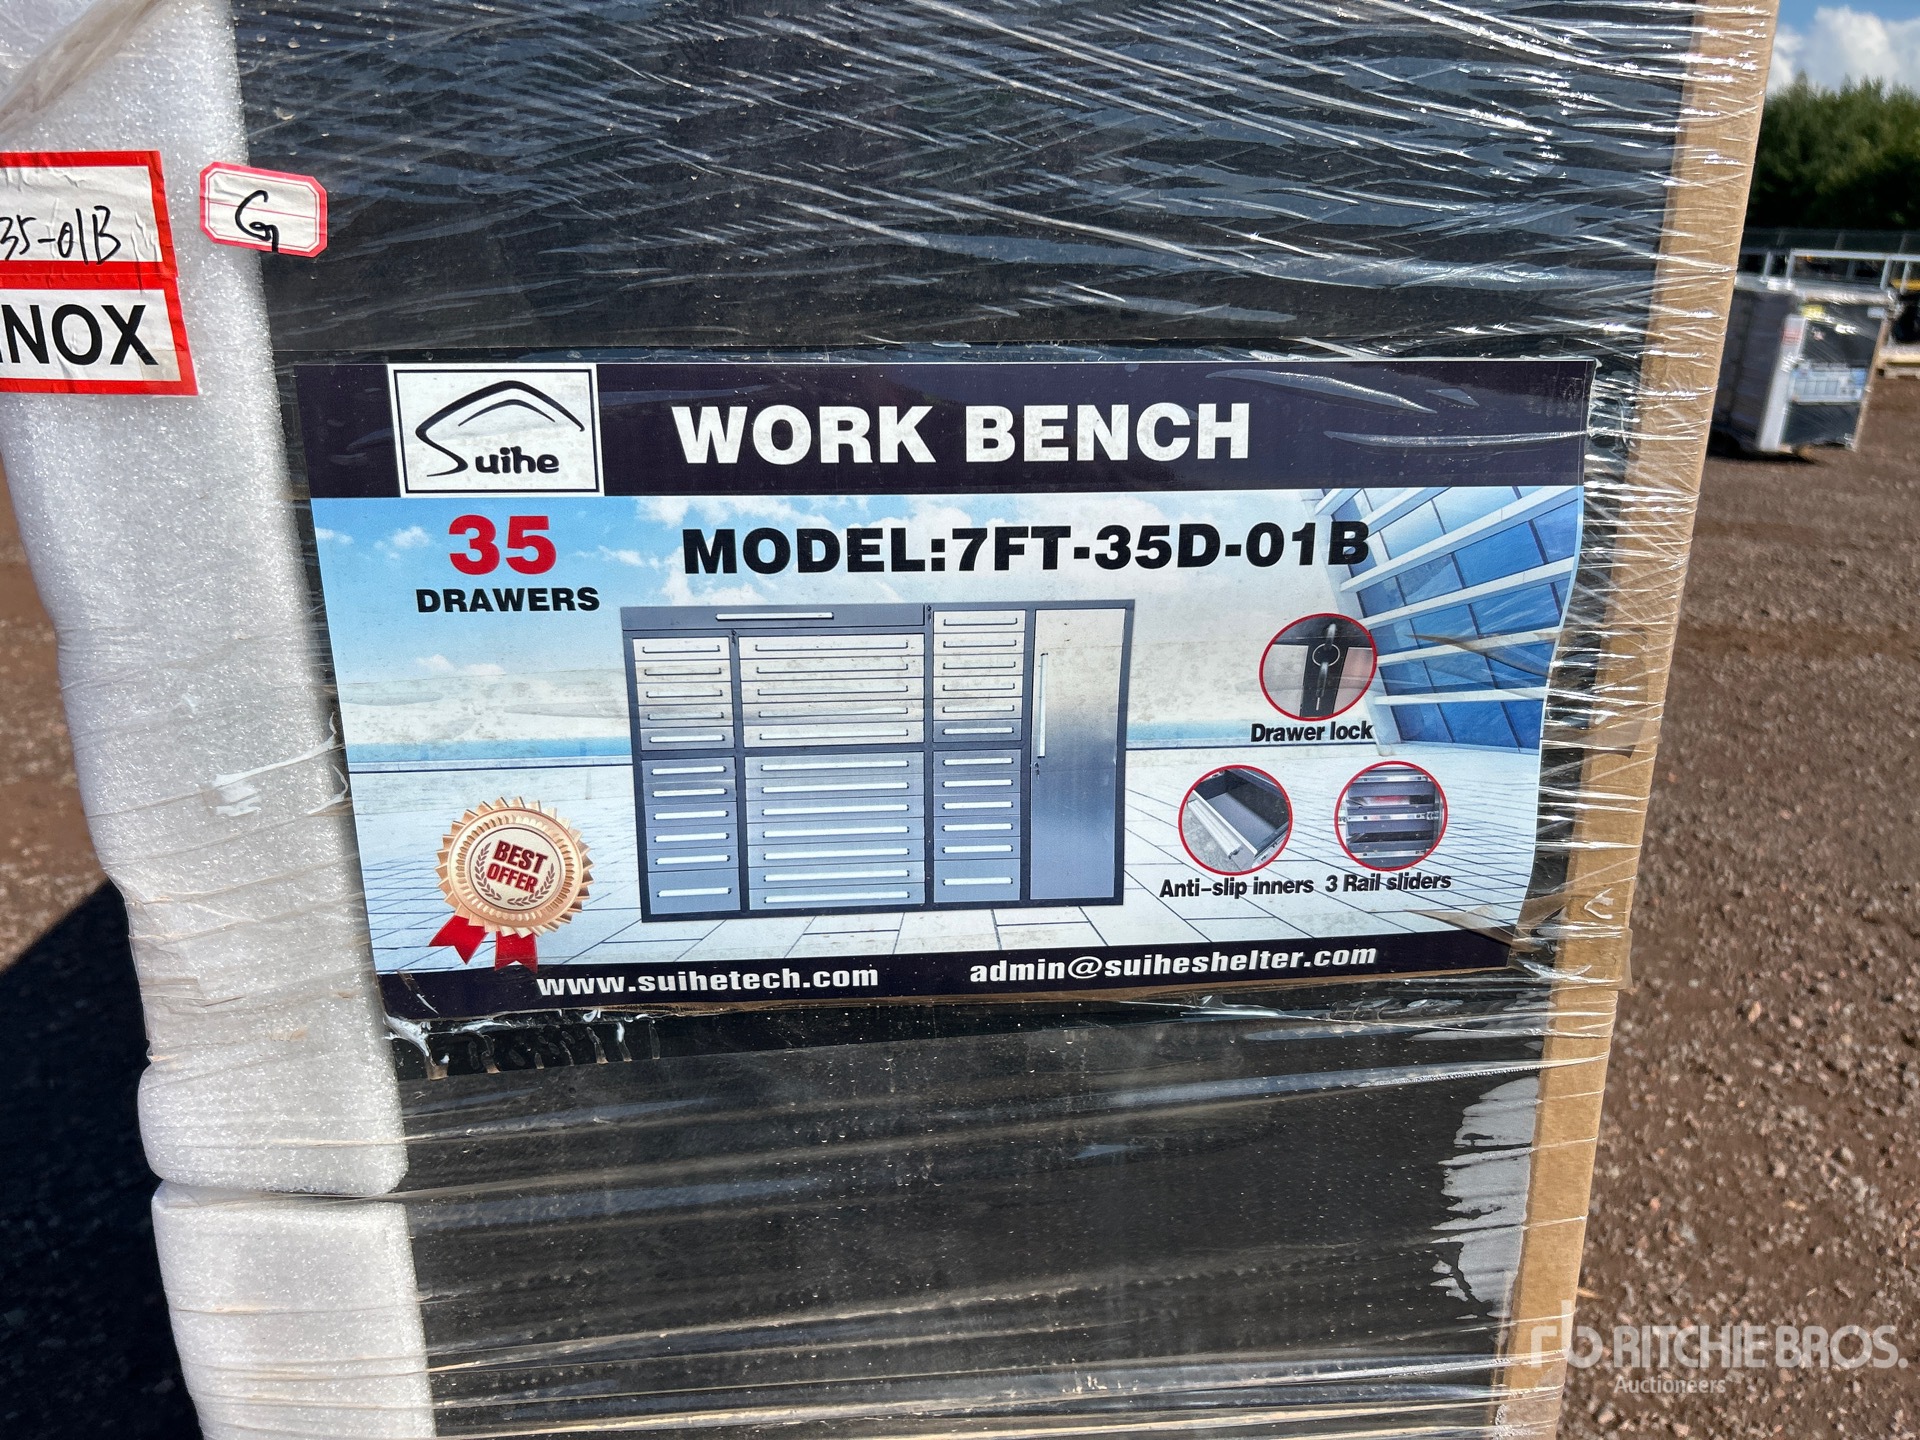 35-01B
G
NOX
Suihe
WORK BENCH
35
DRAWERS
MODEL:7FT-35D-01B
Drawer lock
BEST
OFFER
Anti-slip inners
3 Rail sliders
www.suihetech.com
admin@suiheshelter.com
rb RITCHIE BROS.
Auctioneers